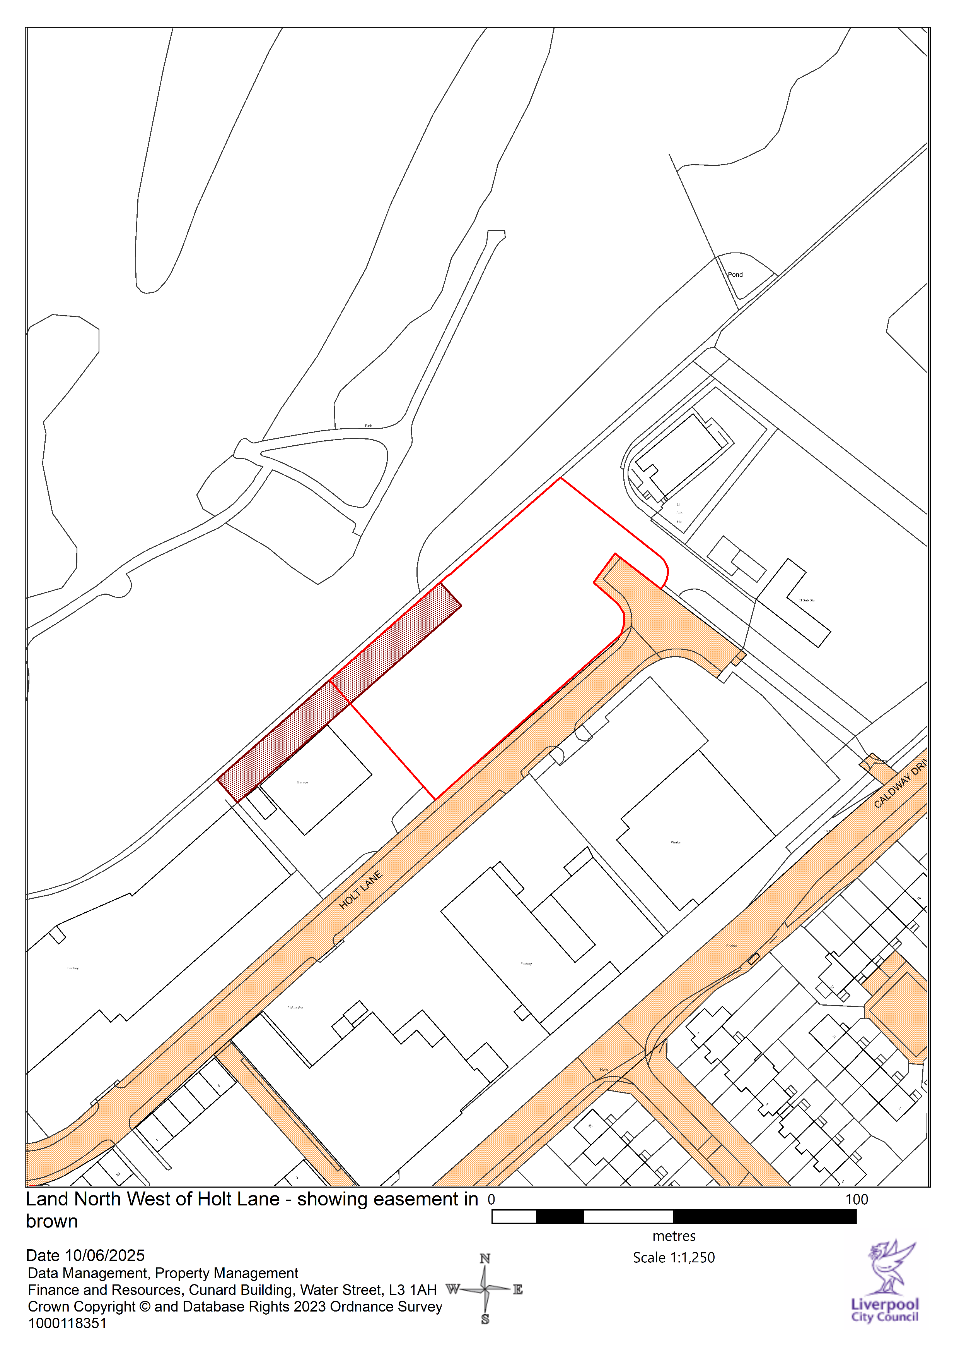 Pond
Path
HOLT LANE
CALDWAY DRIV
Land North West of Holt Lane - showing easement in
brown
0 100
metres
Scale 1:1,250
Date 10/06/2025
Data Management, Property Management
Finance and Resources, Cunard Building, Water Street, L3 1AH
Crown Copyright © and Database Rights 2023 Ordnance Survey
1000118351
N
W E
S
Liverpool
City Council